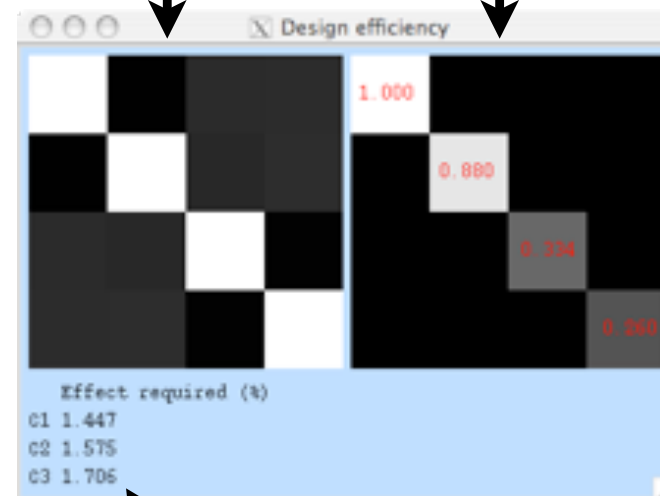 Design efficiency
1.000
0.880
0.334
0.260
Effect required (%)
C1 1.447
C2 1.575
C3 1.706